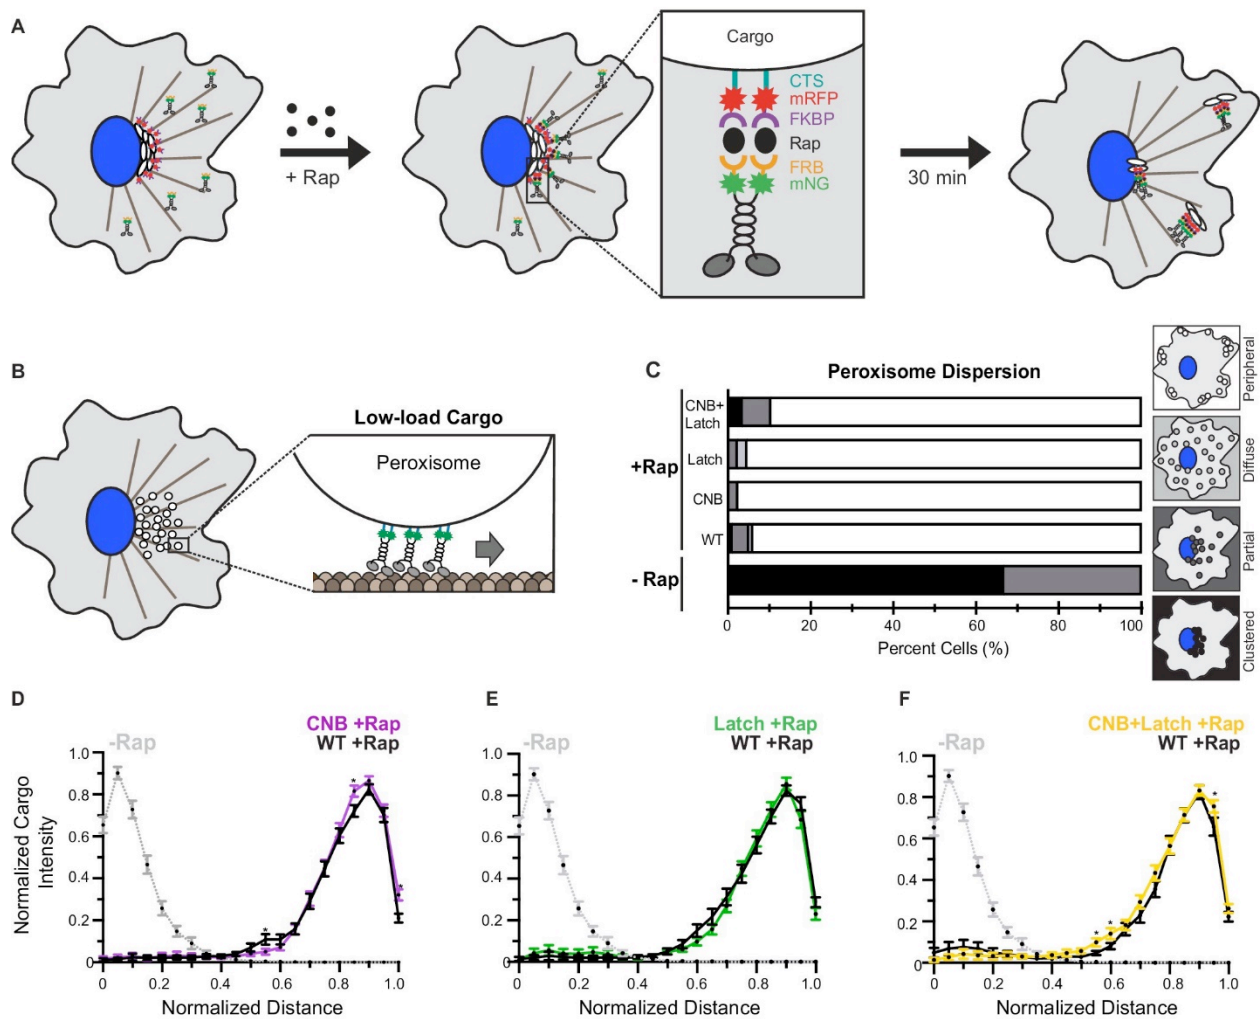 A
+ Rap
Cargo
CTS
mRFP
FKBP
Rap
FRB
mNG
30 min
B
Low-load Cargo
Peroxisome
C
Peroxisome Dispersion
+Rap
- Rap
CNB+
Latch
Latch
CNB
WT
0
20
40
60
80
100
Percent Cells (%)
Peripheral
Diffuse
Partial
Clustered
D
-Rap
CNB +Rap
WT +Rap
Normalized Cargo
Intensity
1.0
0.8
0.6
0.4
0.2
0
*
*
*
0
0.2
0.4
0.6
0.8
1.0
Normalized Distance
E
-Rap
Latch +Rap
WT +Rap
1.0
0.8
0.6
0.4
0.2
0
0
0.2
0.4
0.6
0.8
1.0
Normalized Distance
F
-Rap
CNB+Latch +Rap
WT +Rap
1.0
0.8
0.6
0.4
0.2
0
*
*
*
0
0.2
0.4
0.6
0.8
1.0
Normalized Distance